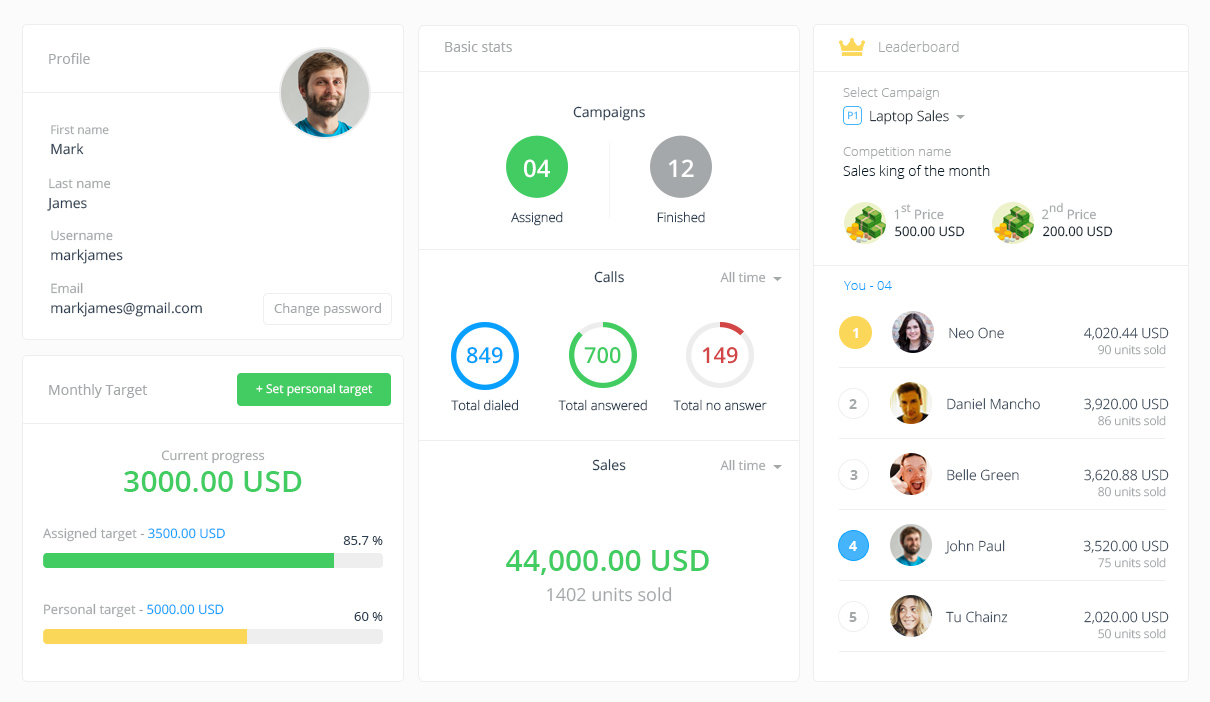 Profile
First name
Mark
Last name
James
Username
markjames
Email
markjames@gmail.com
Change password
Monthly Target
+ Set personal target
Current progress
3000.00 USD
Assigned target - 3500.00 USD
85.7 %
Personal target - 5000.00 USD
60 %
Basic stats
Campaigns
04
12
Assigned
Finished
Calls
All time
849
700
149
Total dialed
Total answered
Total no answer
Sales
All time
44,000.00 USD
1402 units sold
Leaderboard
Select Campaign
P1 Laptop Sales
Competition name
Sales king of the month
1st Price
500.00 USD
2nd Price
200.00 USD
You - 04
1 Neo One 4,020.44 USD
90 units sold
2 Daniel Mancho 3,920.00 USD
86 units sold
3 Belle Green 3,620.88 USD
80 units sold
4 John Paul 3,520.00 USD
75 units sold
5 Tu Chainz 2,020.00 USD
50 units sold